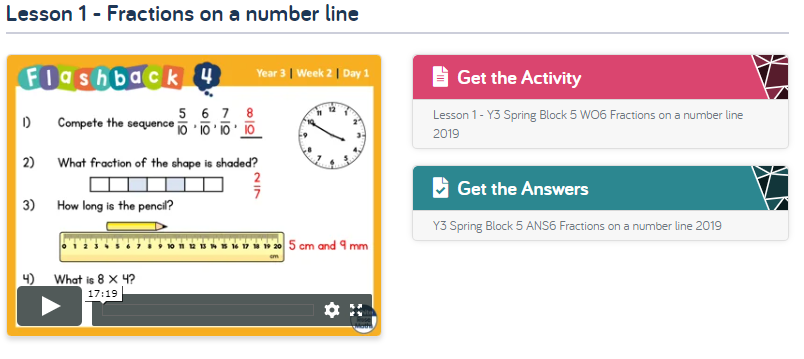 Lesson 1 - Fractions on a number line
Flashback 4
Year 3 | Week 2 | Day 1
1) Compete the sequence 5/10 , 6/10 , 7/10 , 8/10
12 1 2 3 4 5 6 7 8 9 10 11
2) What fraction of the shape is shaded?
2/7
3) How long is the pencil?
0 1 2 3 4 5 6 7 8 9 10 11 12 13 14 15 16 17 18 19 20
cm
5 cm and 9 mm
4) What is 8 × 4?
17:19
Get the Activity
Lesson 1 - Y3 Spring Block 5 WO6 Fractions on a number line
2019
Get the Answers
Y3 Spring Block 5 ANS6 Fractions on a number line 2019